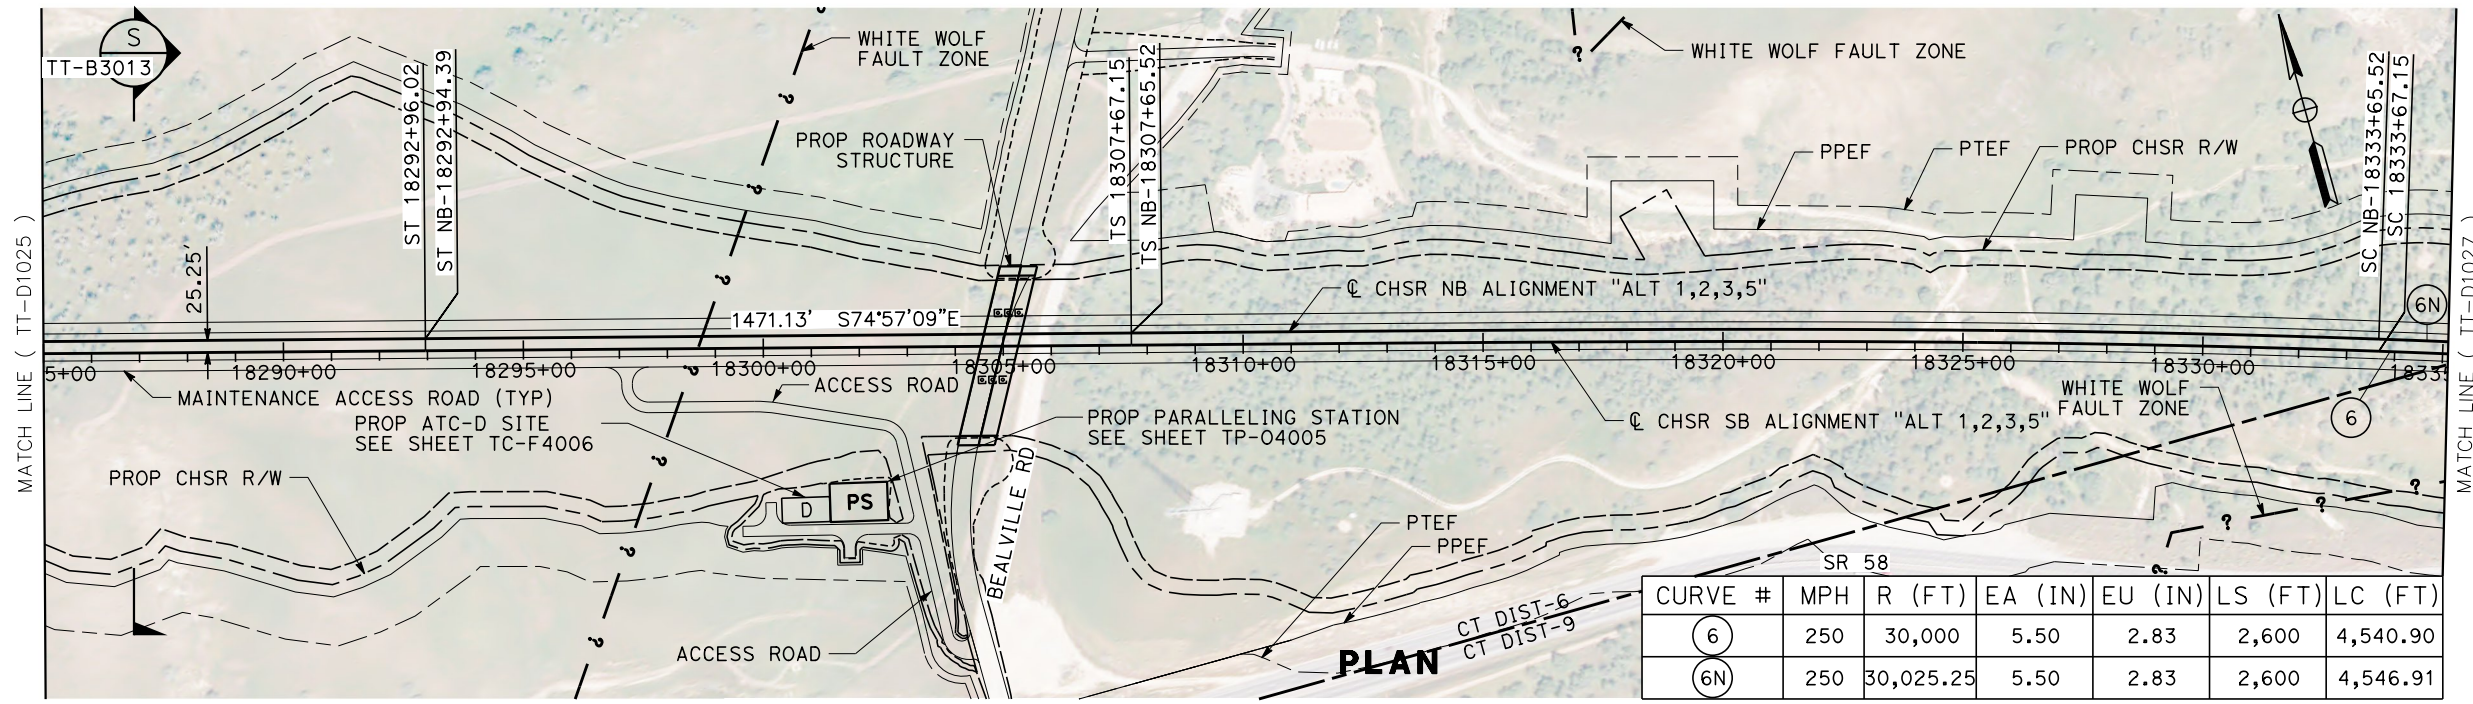 S
TT-B3013
ST 18292+96.02
ST NB-18292+94.39
WHITE WOLF
FAULT ZONE
PROP ROADWAY
STRUCTURE
TS 18307+67.15
TS NB-18307+65.52
WHITE WOLF FAULT ZONE
PPEF
PTEF
PROP CHSR R/W
SC NB-18333+65.52
SC 18333+67.15
MATCH LINE ( TT-D1025 )
25.25'
1471.13' S74°57'09"E
℄ CHSR NB ALIGNMENT "ALT 1,2,3,5"
6N
MATCH LINE ( TT-D1027 )
5+00
18290+00
18295+00
18300+00
18305+00
18310+00
18315+00
18320+00
18325+00
18330+00
1833
MAINTENANCE ACCESS ROAD (TYP)
ACCESS ROAD
PROP ATC-D SITE
SEE SHEET TC-F4006
PROP PARALLELING STATION
SEE SHEET TP-04005
℄ CHSR SB ALIGNMENT "ALT 1,2,3,5"
WHITE WOLF
FAULT ZONE
6
PROP CHSR R/W
D
PS
BEALVILLE RD
PTEF
PPEF
SR 58
ACCESS ROAD
CT DIST-6
CT DIST-9
PLAN
CURVE # MPH R (FT) EA (IN) EU (IN) LS (FT) LC (FT)
6 250 30,000 5.50 2.83 2,600 4,540.90
6N 250 30,025.25 5.50 2.83 2,600 4,546.91
? ? ? ? ? ? ? ? ? ? ? ? ? ?